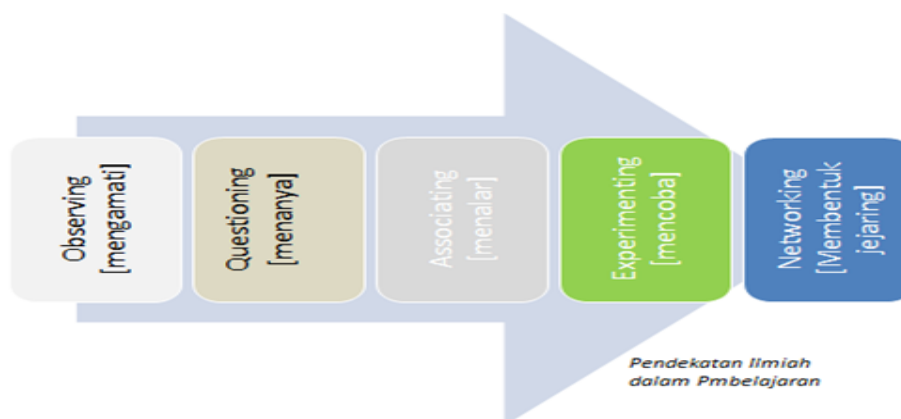 Observing
[mengamati]
Questioning
[menanya]
Associating
[menalar]
Experimenting
[mencoba]
Networking
[Membentuk
jejaring]
Pendekatan Ilmiah
dalam Pmbelajaran